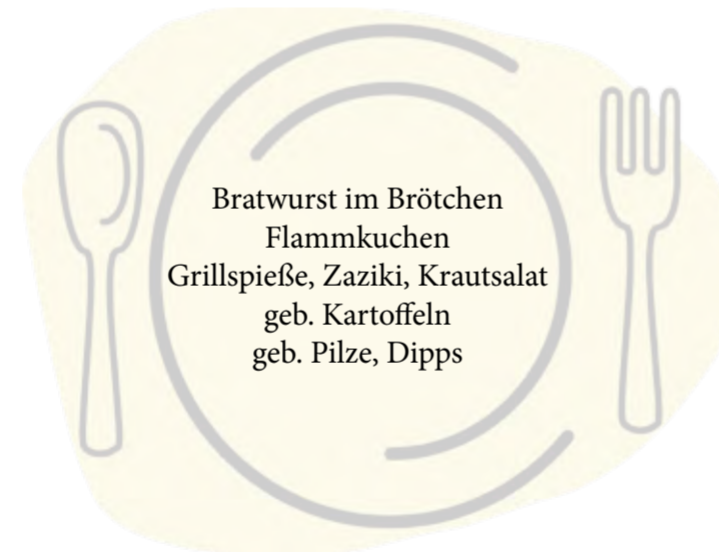 Bratwurst im Brötchen
Flammkuchen
Grillspieße, Zaziki, Krautsalat
geb. Kartoffeln
geb. Pilze, Dipps